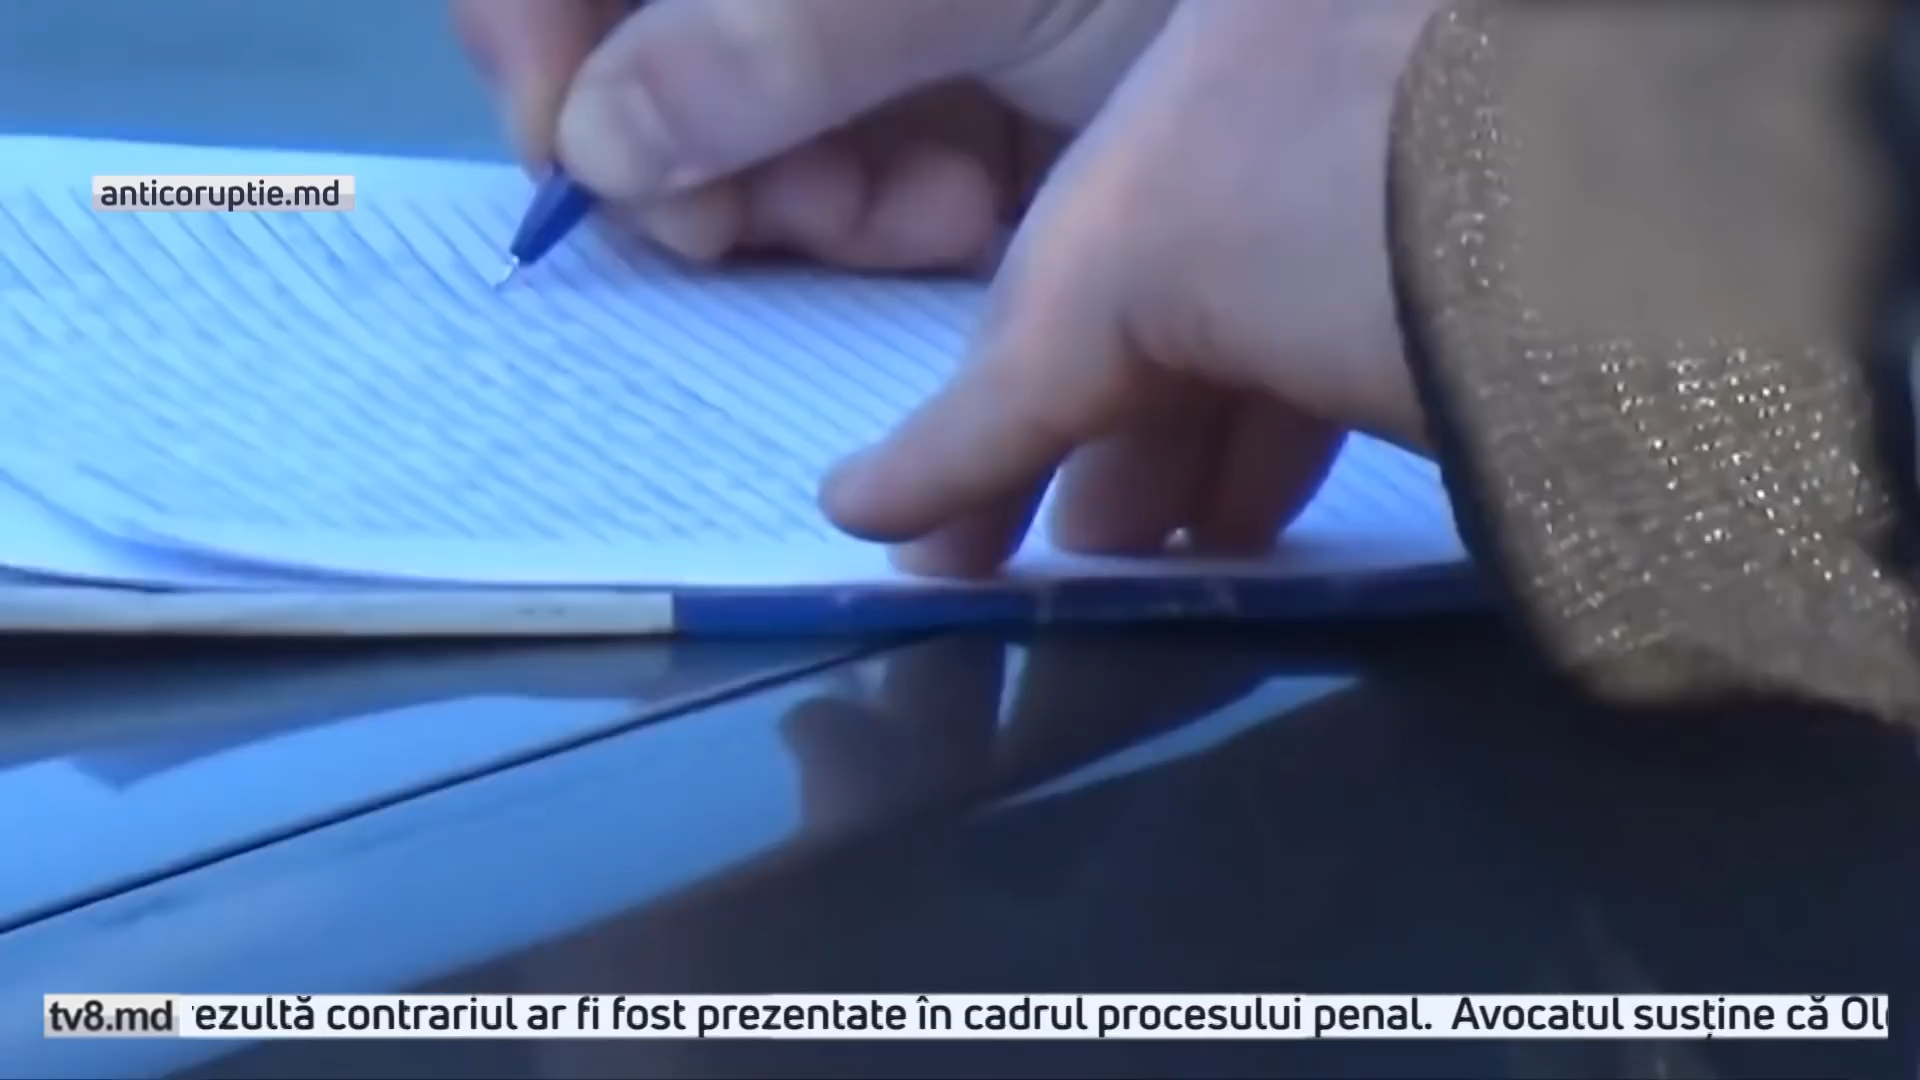 anticoruptie.md
tv8.md ezultă contrariul ar fi fost prezentate în cadrul procesului penal. Avocatul susține că